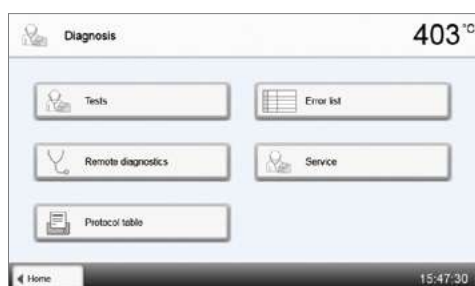 Diagnosis
403 °C
Tests
Error list
Remote diagnostics
Service
Protocol table
Home
15:47:30